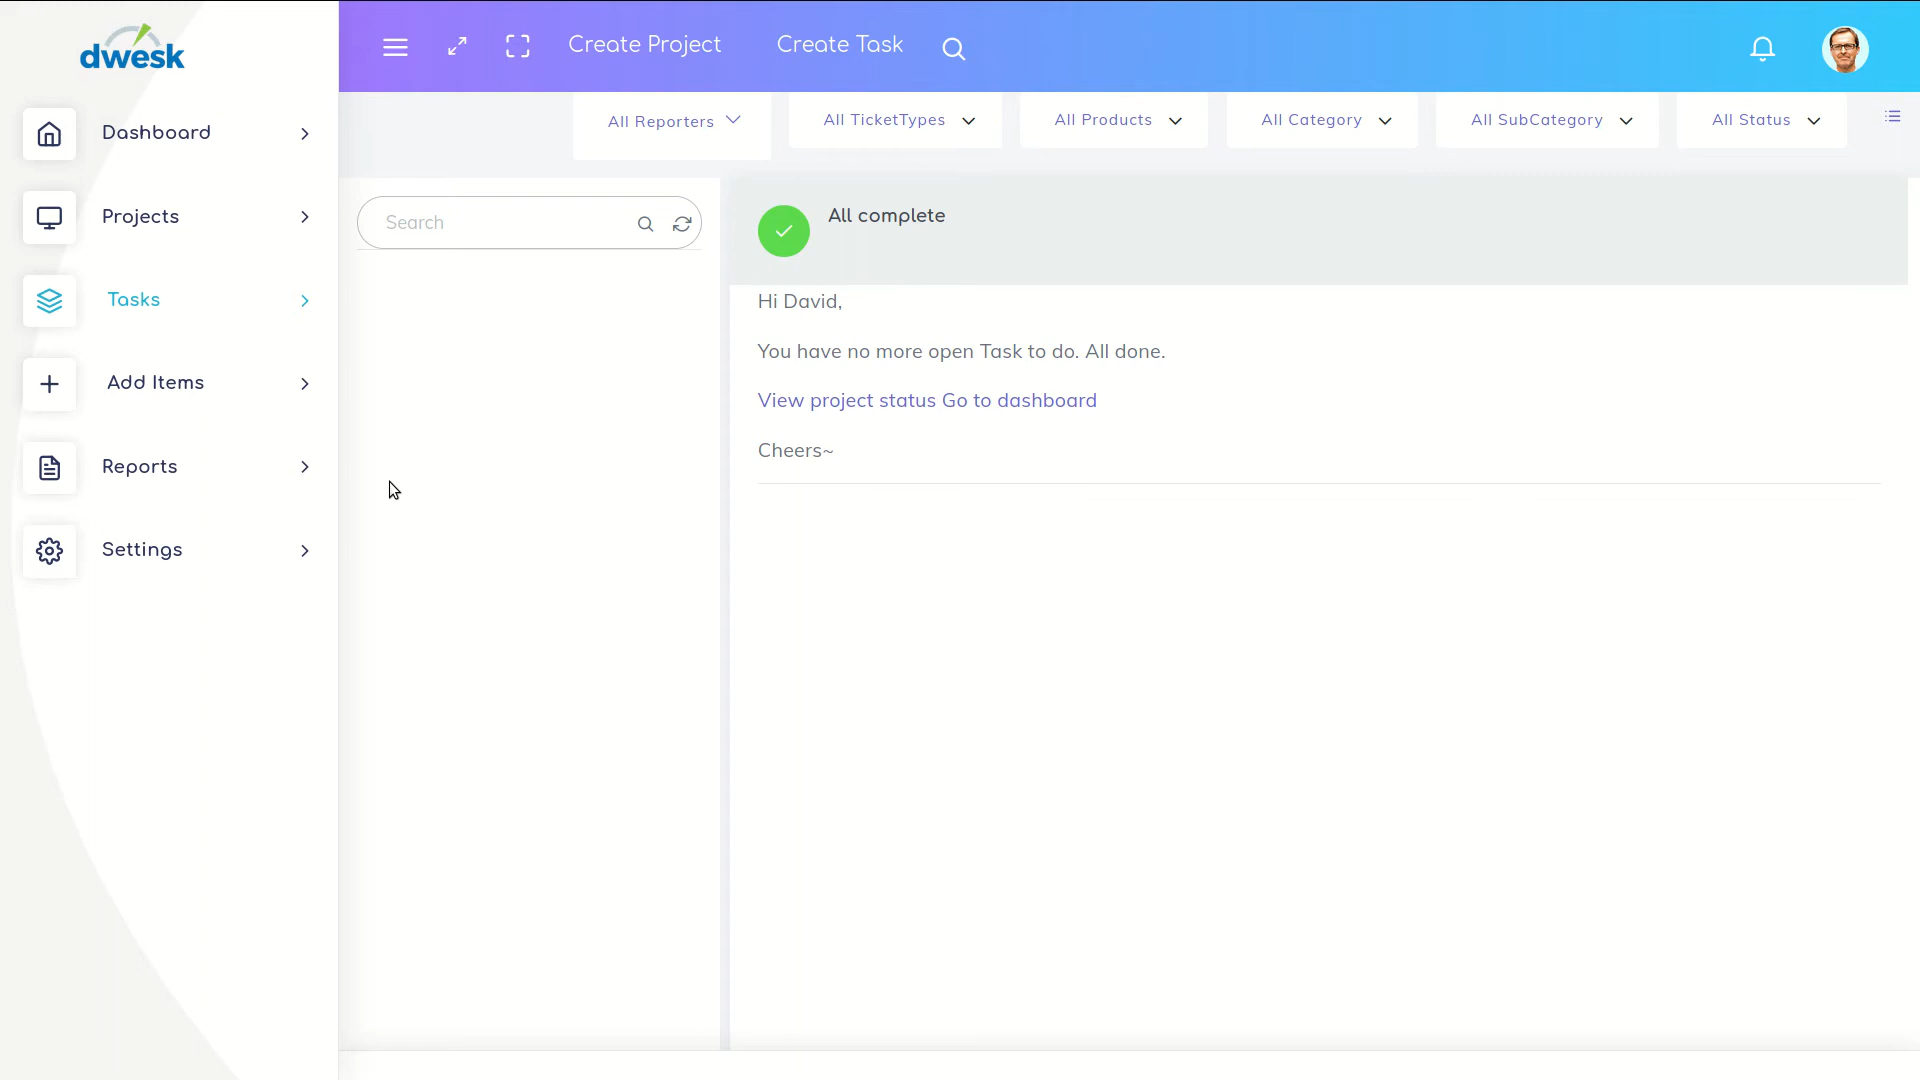 dwesk
Create Project
Create Task
All Reporters
All TicketTypes
All Products
All Category
All SubCategory
All Status
Dashboard
Projects
Tasks
Add Items
Reports
Settings
Search
All complete
Hi David,
You have no more open Task to do. All done.
View project status Go to dashboard
Cheers~